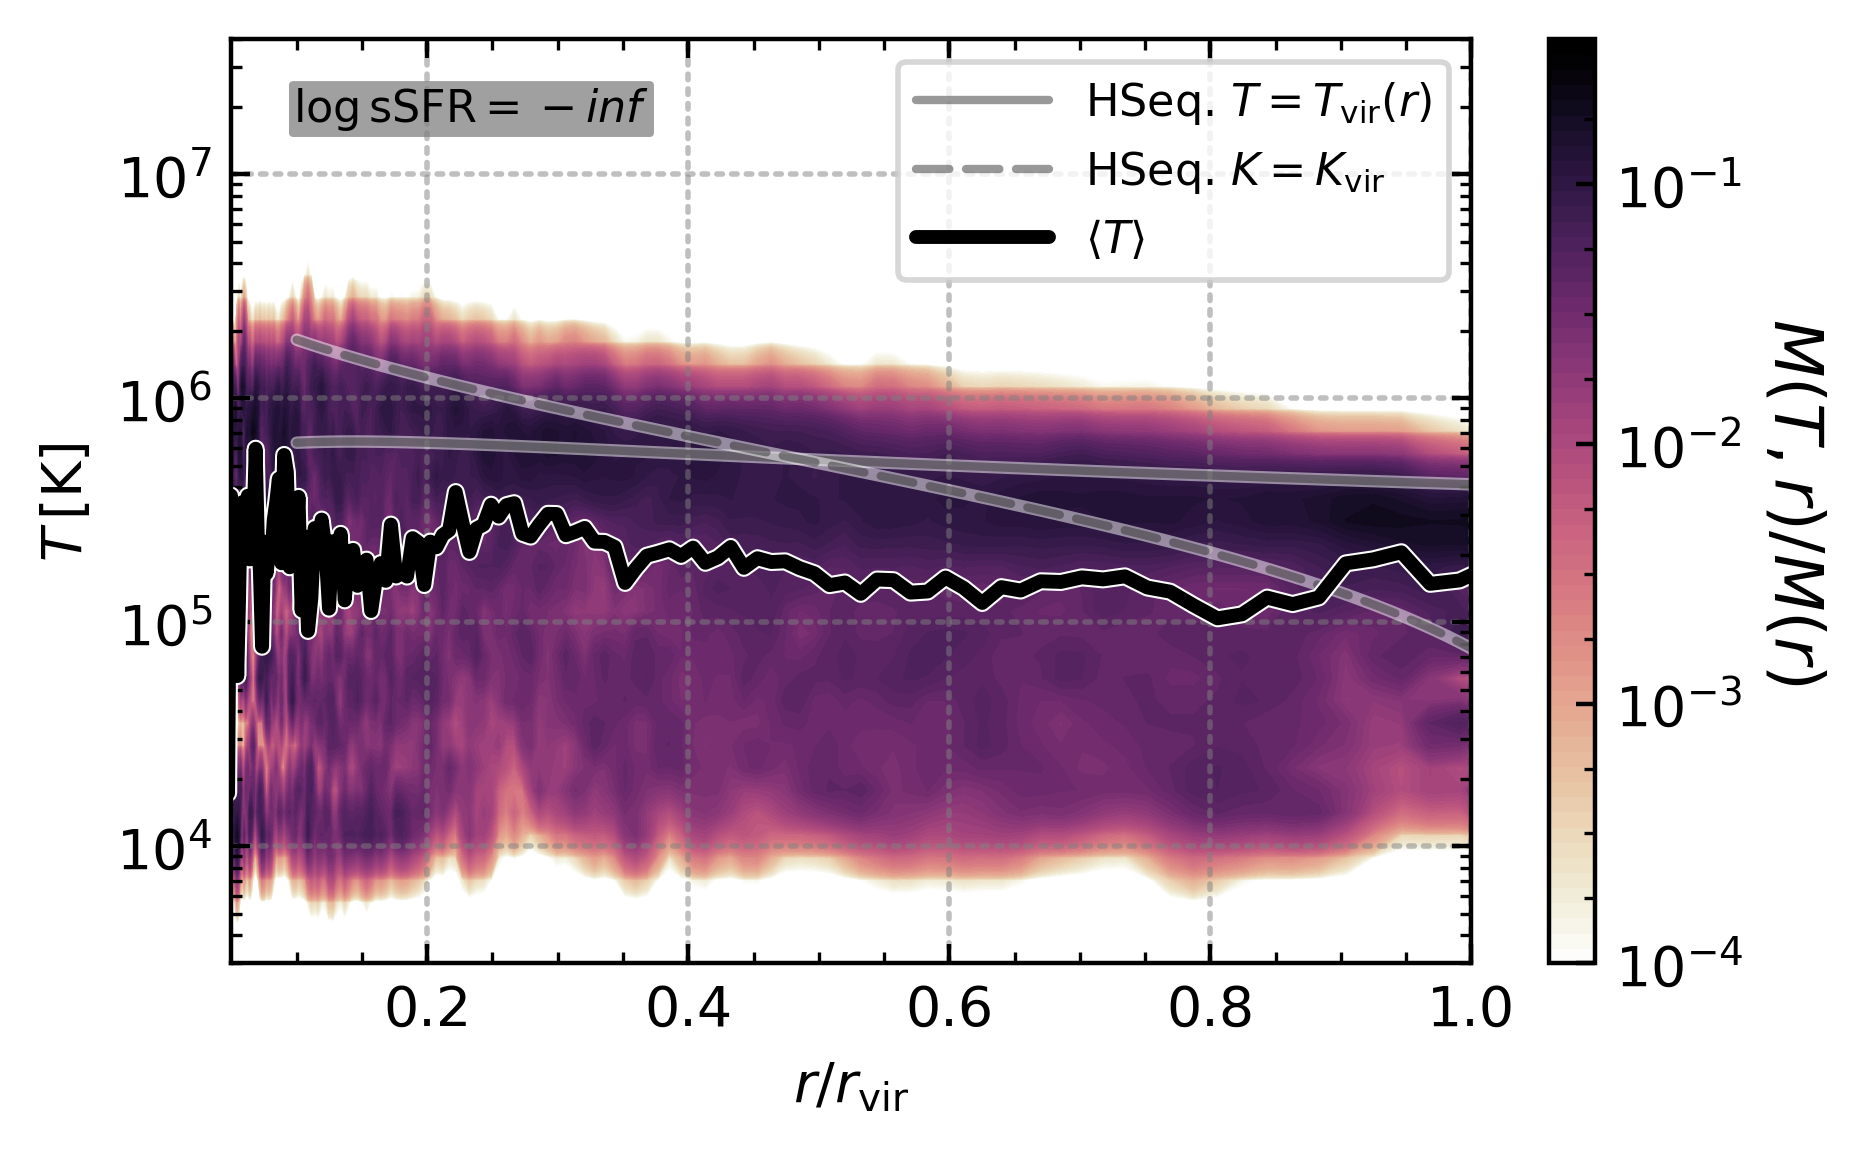 log sSFR = −inf
HSeq. T = T_vir(r)
HSeq. K = K_vir
⟨T⟩
10^7
10^6
10^5
10^4
T [K]
0.2 0.4 0.6 0.8 1.0
r/r_vir
10^−1
10^−2
10^−3
10^−4
M(T, r)/M(r)